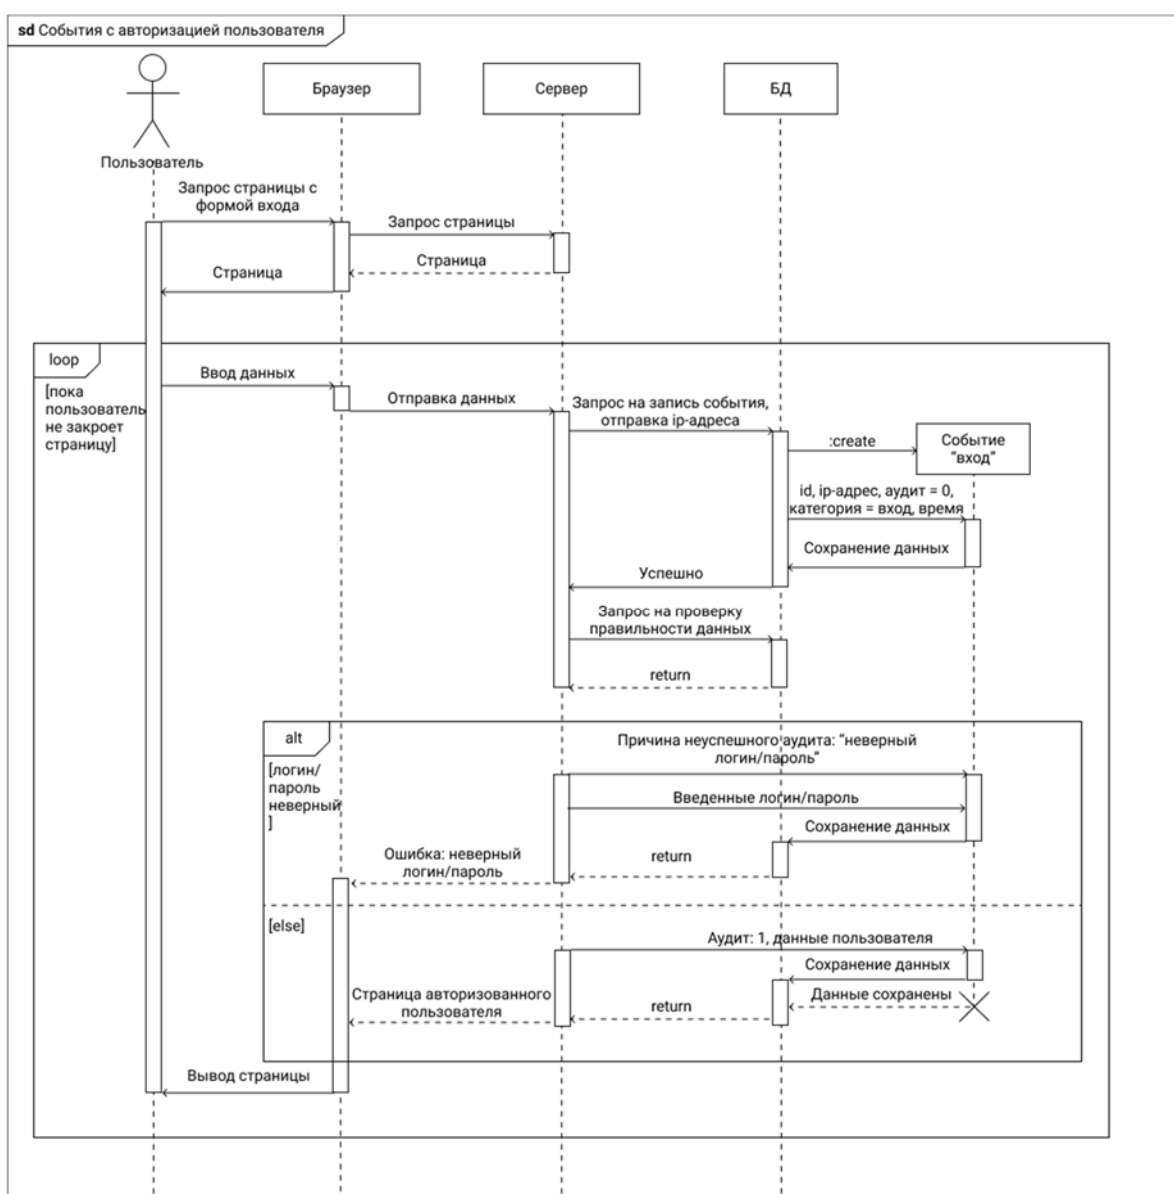 sd События с авторизацией пользователя
Браузер
Сервер
БД
Пользователь
Запрос страницы с
формой входа
Запрос страницы
Страница
Страница
loop
[пока
пользователь
не закроет
страницу]
Ввод данных
Отправка данных
Запрос на запись события,
отправка ip-адреса
:create
Событие
"вход"
id, ip-адрес, аудит = 0,
категория = вход, время
Сохранение данных
Успешно
Запрос на проверку
правильности данных
return
alt
[логин/
пароль
неверный
]
Причина неуспешного аудита: "неверный
логин/пароль"
Введенные логин/пароль
Сохранение данных
return
Ошибка: неверный
логин/пароль
[else]
Аудит: 1, данные пользователя
Сохранение данных
Данные сохранены
return
Страница авторизованного
пользователя
Вывод страницы